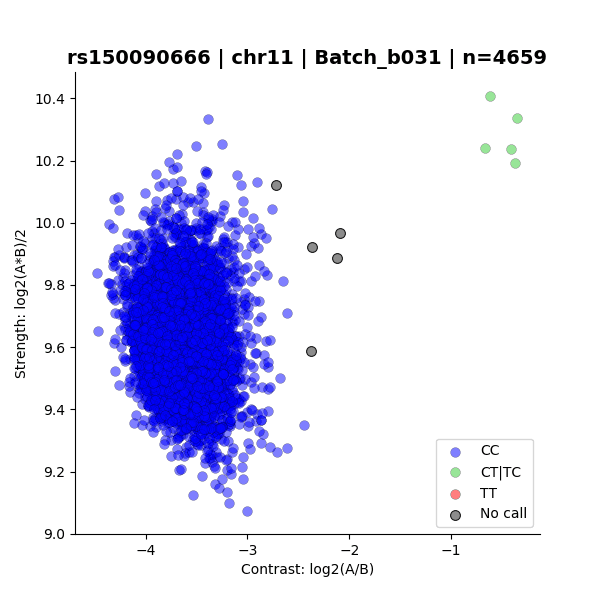 rs150090666 | chr11 | Batch_b031 | n=4659
Strength: log2(A*B)/2
10.4
10.2
10.0
9.8
9.6
9.4
9.2
9.0
CC
CT|TC
TT
No call
−4
−3
−2
−1
Contrast: log2(A/B)